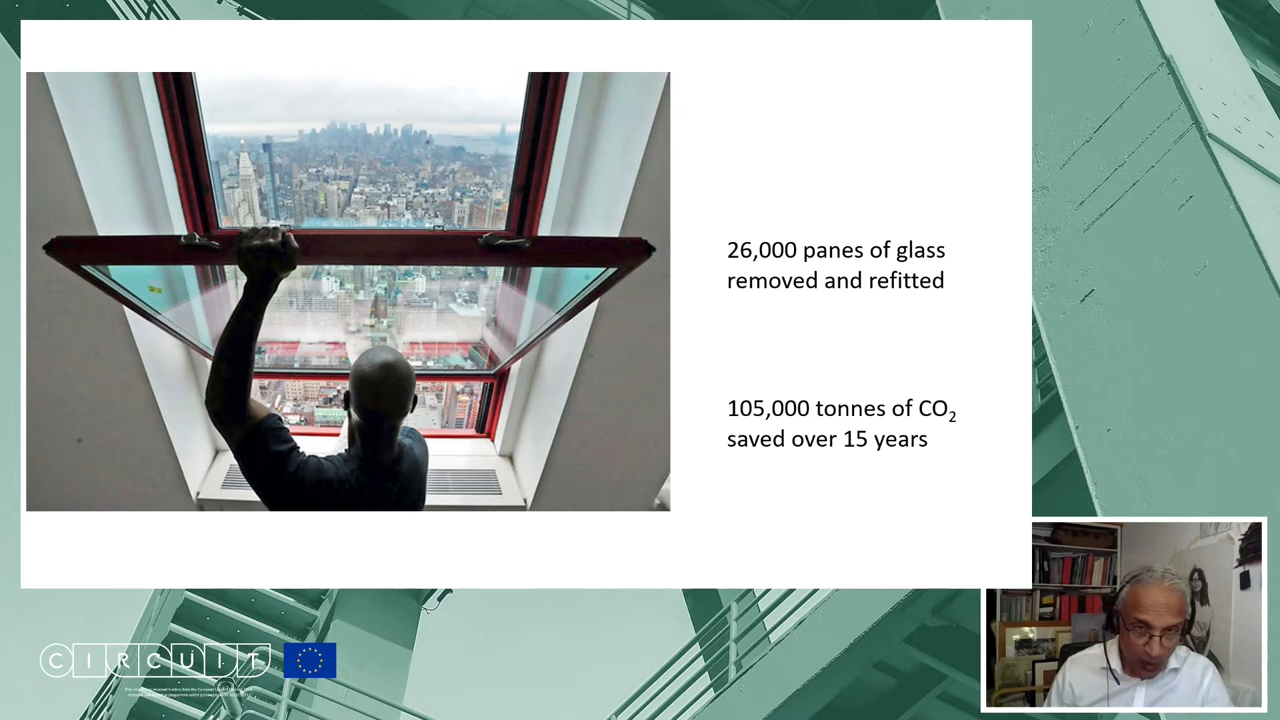 26,000 panes of glass
removed and refitted
105,000 tonnes of CO₂
saved over 15 years
CIRCUIT